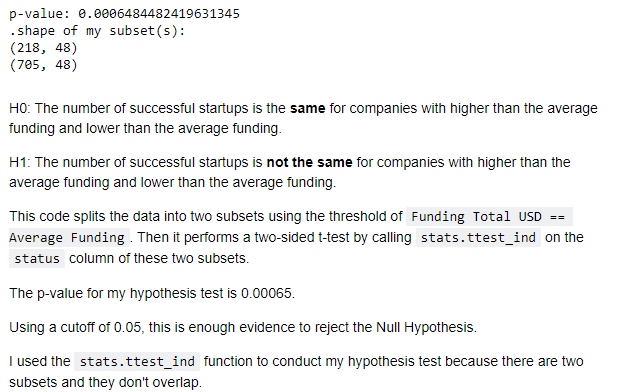 p-value: 0.0006484482419631345
.shape of my subset(s):
(218, 48)
(705, 48)
H0: The number of successful startups is the same for companies with higher than the average
funding and lower than the average funding.
H1: The number of successful startups is not the same for companies with higher than the
average funding and lower than the average funding.
This code splits the data into two subsets using the threshold of Funding Total USD ==
Average Funding . Then it performs a two-sided t-test by calling stats.ttest_ind on the
status column of these two subsets.
The p-value for my hypothesis test is 0.00065.
Using a cutoff of 0.05, this is enough evidence to reject the Null Hypothesis.
I used the stats.ttest_ind function to conduct my hypothesis test because there are two
subsets and they don't overlap.